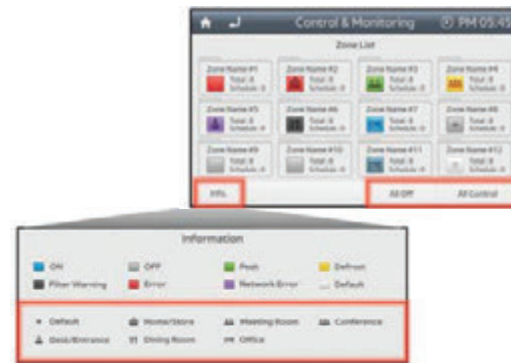 Control & Monitoring PM 05:45
Zone List
Zone Name #1 Zone Name #2 Zone Name #3 Zone Name #4
Total: 8 Total: 8 Total: 8 Total: 8
Schedule: 0 Schedule: 0 Schedule: 0 Schedule: 0
Zone Name #5 Zone Name #6 Zone Name #7 Zone Name #8
Total: 8 Total: 8 Total: 8 Total: 8
Schedule: 0 Schedule: 0 Schedule: 0 Schedule: 0
Zone Name #9 Zone Name #10 Zone Name #11 Zone Name #12
Total: 8 Total: 8 Total: 8 Total: 8
Schedule: 0 Schedule: 0 Schedule: 0 Schedule: 0
Info. All Off All Control
Information
ON OFF Peak Defrost
Filter Warning Error Network Error Default
Default Home/Store Meeting Room Conference
Desk/Entrance Dining Room Office